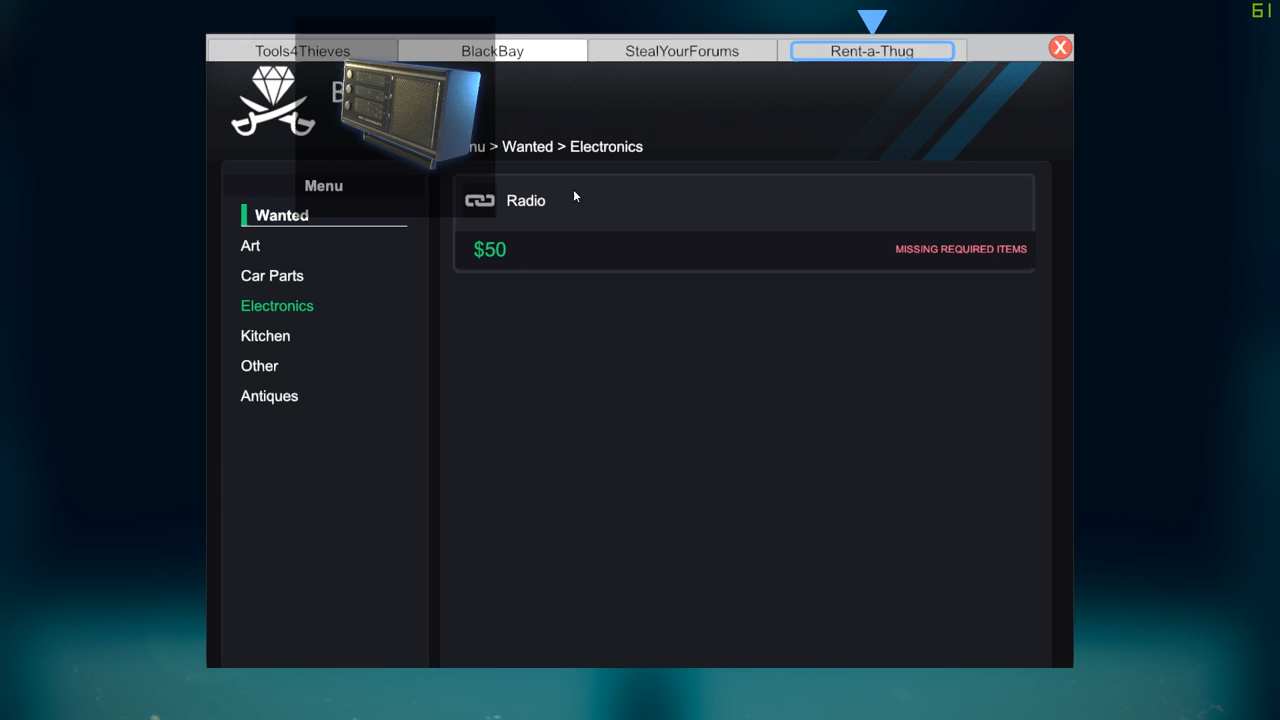 61
Tools4Thieves BlackBay StealYourForums Rent-a-Thug X
B
nu > Wanted > Electronics
Menu
Wanted
Art
Car Parts
Electronics
Kitchen
Other
Antiques
Radio
$50 MISSING REQUIRED ITEMS